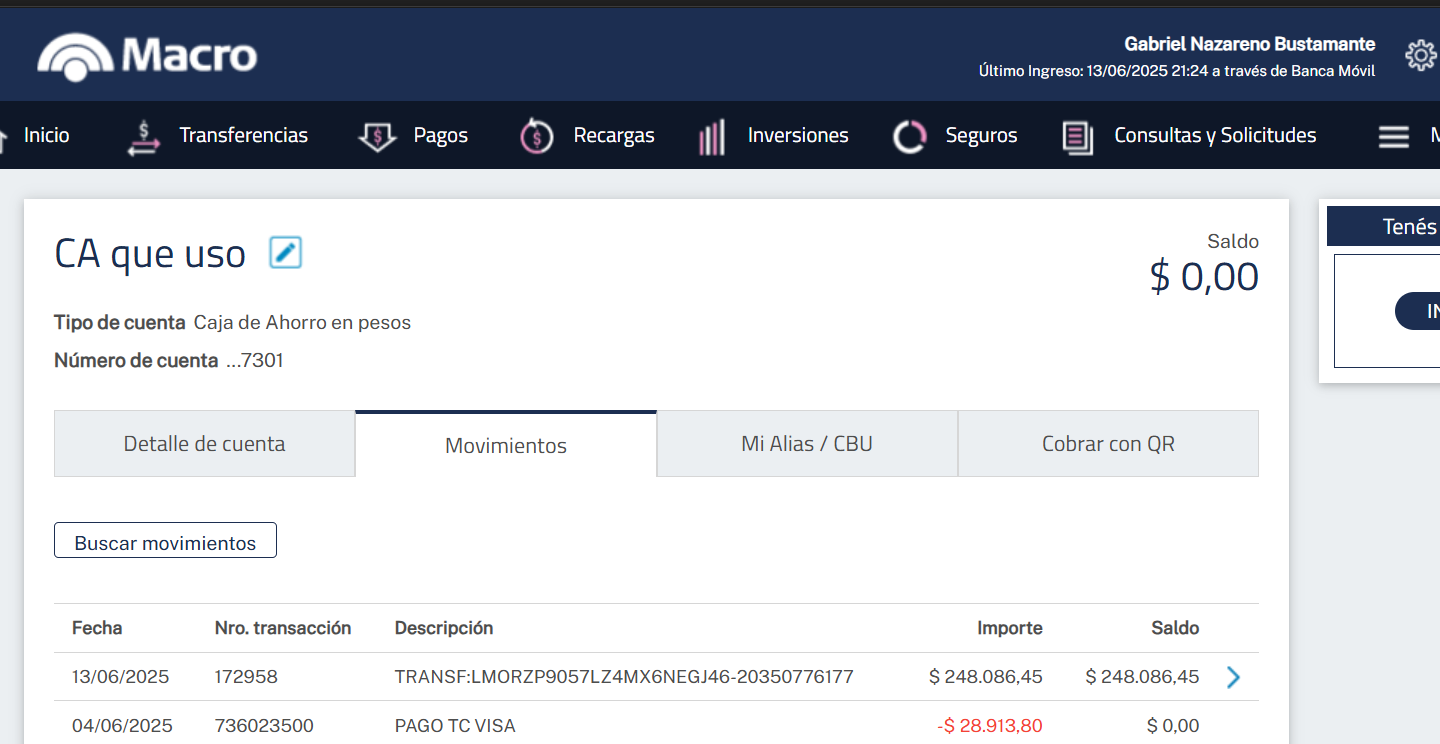 Macro
Gabriel Nazareno Bustamante
Último Ingreso: 13/06/2025 21:24 a través de Banca Móvil
Inicio Transferencias Pagos Recargas Inversiones Seguros Consultas y Solicitudes
CA que uso
Saldo
$ 0,00
Tenés
Tipo de cuenta Caja de Ahorro en pesos
Número de cuenta ...7301
Detalle de cuenta Movimientos Mi Alias / CBU Cobrar con QR
Buscar movimientos
Fecha Nro. transacción Descripción Importe Saldo
13/06/2025 172958 TRANSF:LMORZP9057LZ4MX6NEGJ46-20350776177 $ 248.086,45 $ 248.086,45
04/06/2025 736023500 PAGO TC VISA -$ 28.913,80 $ 0,00